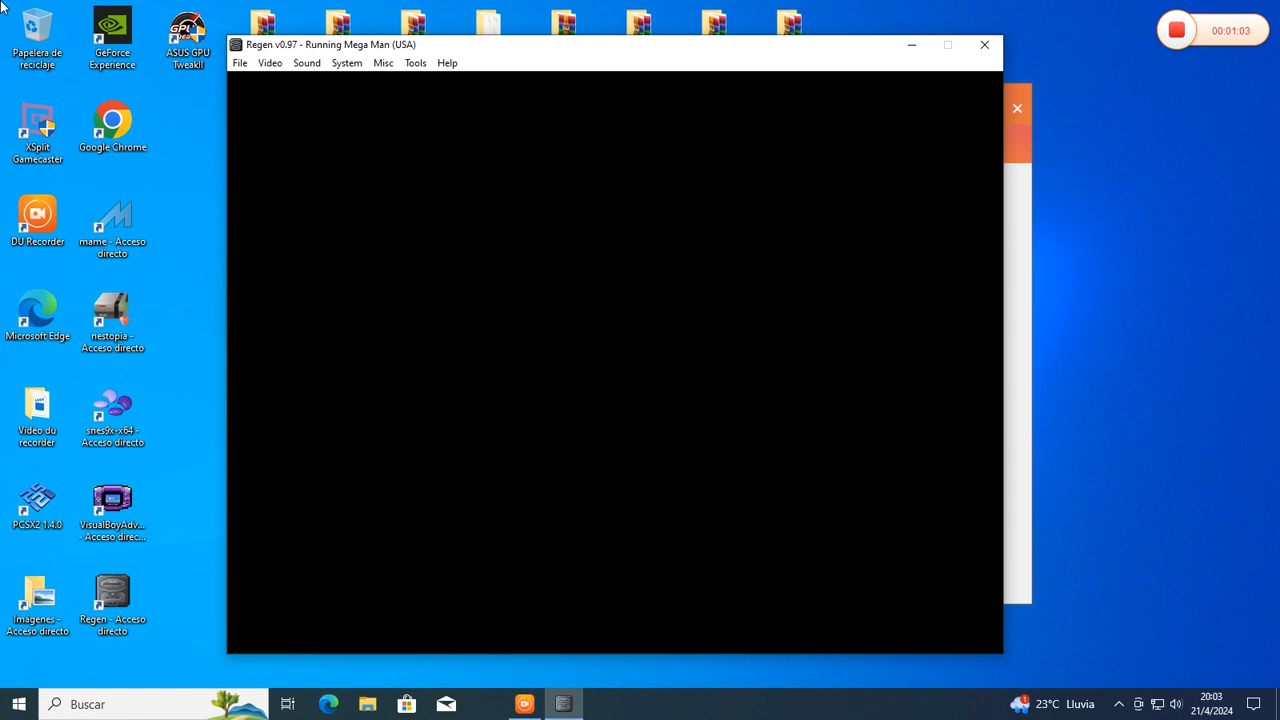 Regen v0.97 - Running Mega Man (USA)
File Video Sound System Misc Tools Help
00:01:03
Papelera de
reciclaje
GeForce
Experience
ASUS GPU
TweakII
XSplit
Gamecaster
Google Chrome
DU Recorder
mame - Acceso
directo
Microsoft Edge
nestopia -
Acceso directo
Video du
recorder
snes9x-x64 -
Acceso directo
PCSX2 1.4.0
VisualBoyAdv...
- Acceso direc...
Imágenes -
Acceso directo
Regen - Acceso
directo
Buscar
23°C Lluvia
20:03
21/4/2024